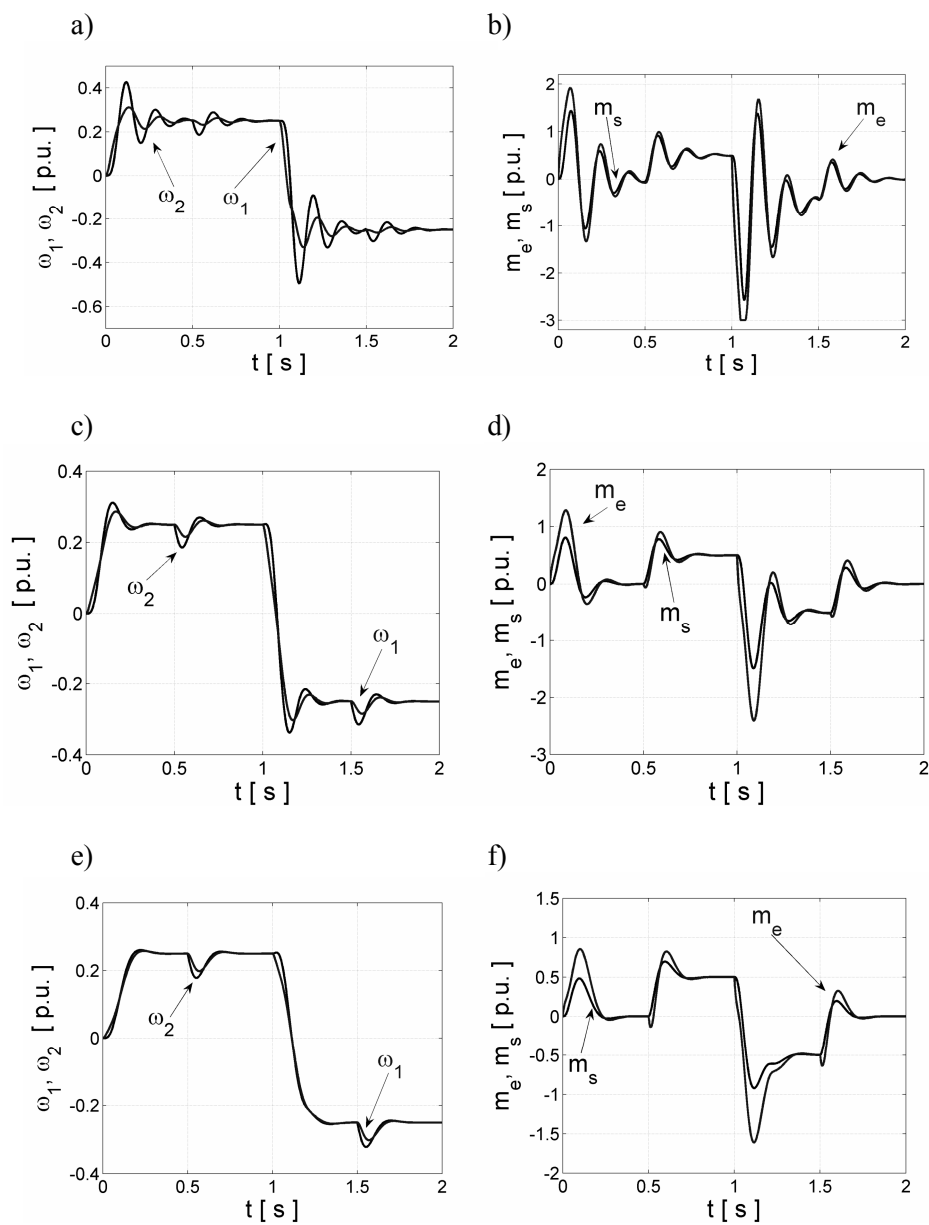 a)
ω1, ω2 [ p.u. ]
0.4
0.2
0
-0.2
-0.4
-0.6
ω2
ω1
0
0.5
1
1.5
2
t [ s ]
b)
me, ms [ p.u. ]
2
1
0
-1
-2
-3
ms
me
0
0.5
1
1.5
2
t [ s ]
c)
ω1, ω2 [ p.u. ]
0.4
0.2
0
-0.2
-0.4
ω2
ω1
0
0.5
1
1.5
2
t [ s ]
d)
me, ms [ p.u. ]
2
1
0
-1
-2
-3
me
ms
0
0.5
1
1.5
2
t [ s ]
e)
ω1, ω2 [ p.u. ]
0.4
0.2
0
-0.2
-0.4
ω2
ω1
0
0.5
1
1.5
2
t [ s ]
f)
me, ms [ p.u. ]
1.5
1
0.5
0
-0.5
-1
-1.5
-2
me
ms
0
0.5
1
1.5
2
t [ s ]